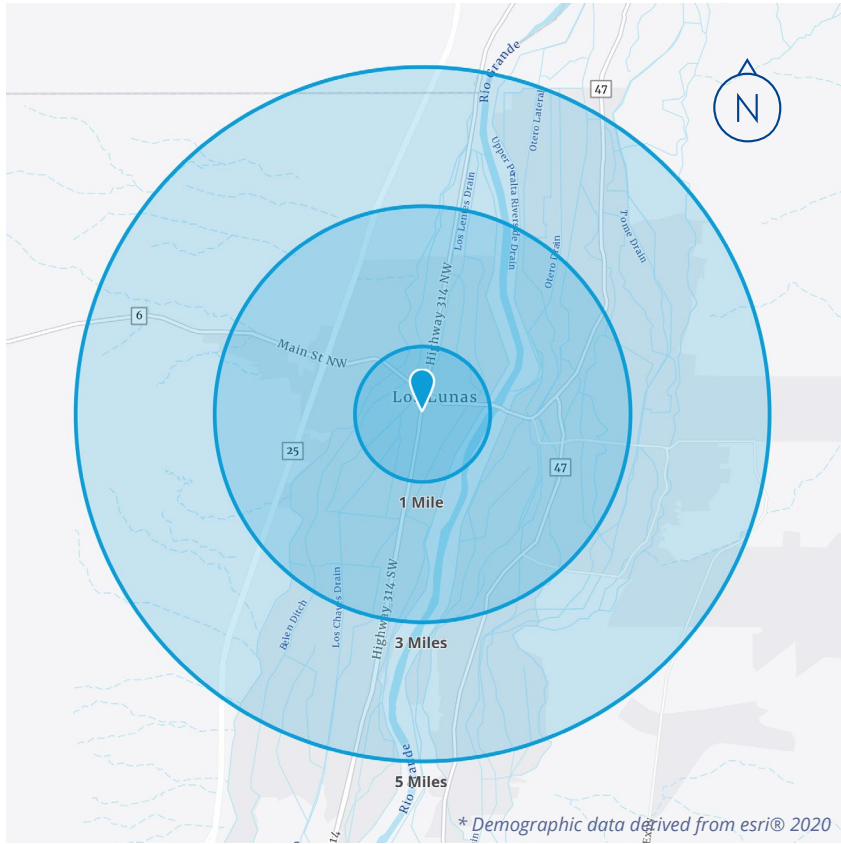 Rio Grande
47
N
Otero Lateral
Upper Peralta Riverside Drain
Los Lentes Drain
Tome Drain
Otero Drain
Highway 314 NW
6
Main St NW
Los Lunas
25
47
1 Mile
Belen Ditch
Los Chaves Drain
Highway 314 SW
3 Miles
Rio Grande
5 Miles
* Demographic data derived from esri® 2020
14